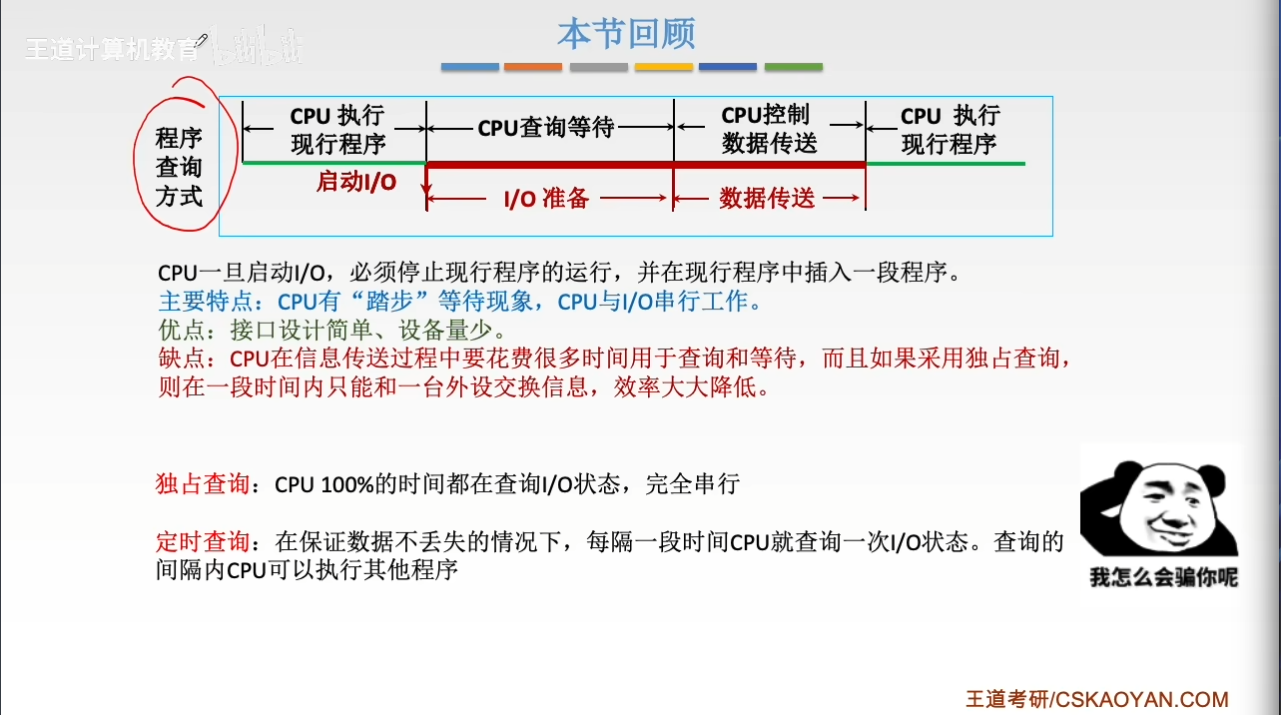 本节回顾
王道计算机教育
bilibili
程序
查询
方式
CPU 执行
现行程序
CPU查询等待
CPU控制
数据传送
CPU 执行
现行程序
启动I/O
I/O 准备
数据传送
CPU一旦启动I/O，必须停止现行程序的运行，并在现行程序中插入一段程序。
主要特点：CPU有“踏步”等待现象，CPU与I/O串行工作。
优点：接口设计简单、设备量少。
缺点：CPU在信息传送过程中要花费很多时间用于查询和等待，而且如果采用独占查询，
则在一段时间内只能和一台外设交换信息，效率大大降低。
独占查询：CPU 100%的时间都在查询I/O状态，完全串行
定时查询：在保证数据不丢失的情况下，每隔一段时间CPU就查询一次I/O状态。查询的
间隔内CPU可以执行其他程序
我怎么会骗你呢
王道考研/CSKAOYAN.COM